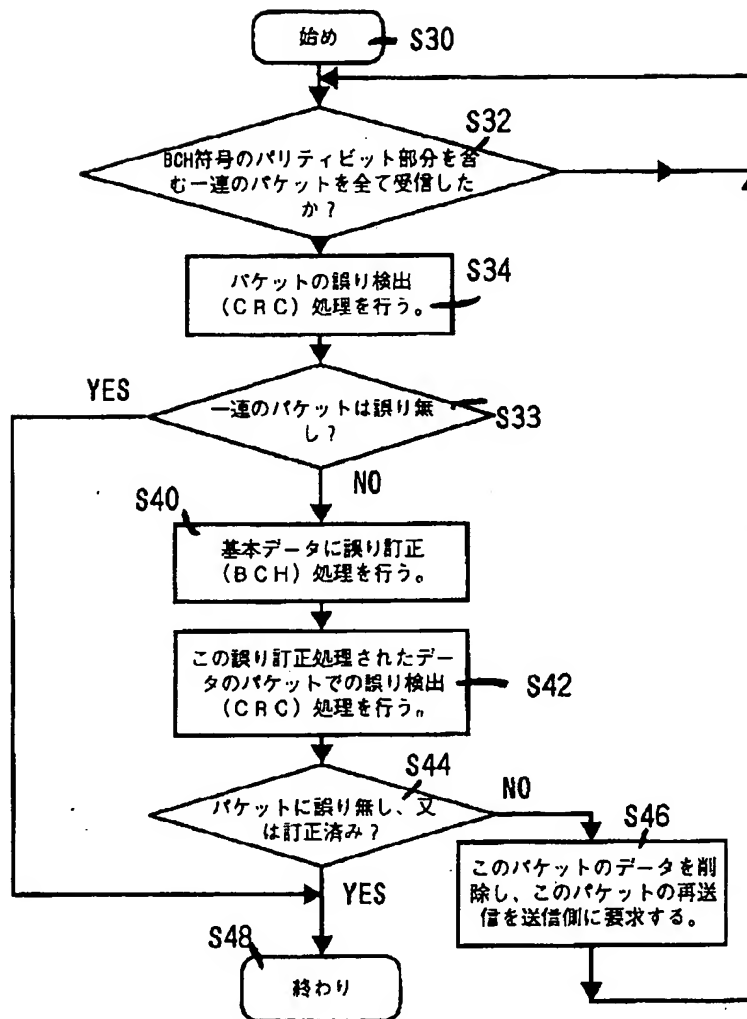 始め
S30
S32
BCH符号のパリティビット部分を含
む一連のパケットを全て受信した
か？
パケットの誤り検出
（CRC）処理を行う。
S34
YES
一連のパケットは誤り無
し？
S33
NO
S40
基本データに誤り訂正
（BCH）処理を行う。
この誤り訂正処理されたデー
タのパケットでの誤り検出
（CRC）処理を行う。
S42
S44
NO
パケットに誤り無し、又
は訂正済み？
S46
このパケットのデータを削
除し、このパケットの再送
信を送信側に要求する。
YES
S48
終わり